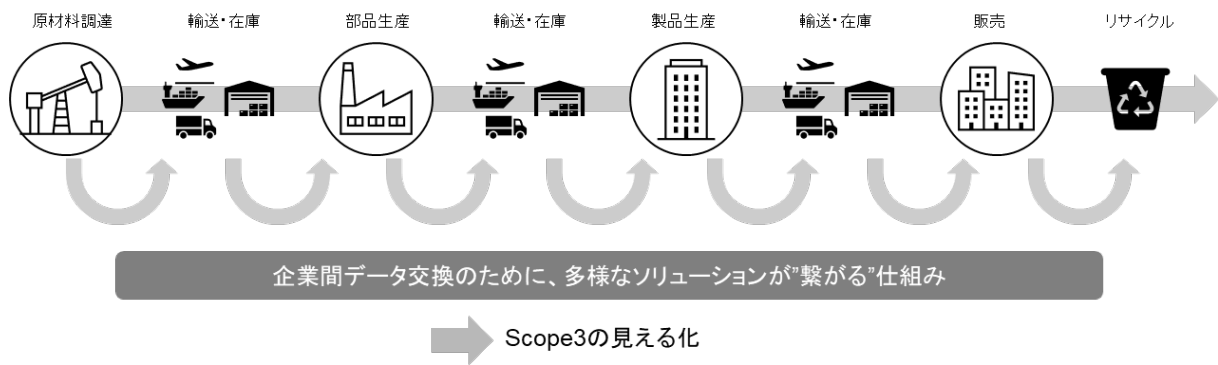 原材料調達
輸送・在庫
部品生産
輸送・在庫
製品生産
輸送・在庫
販売
リサイクル
企業間データ交換のために、多様なソリューションが”繋がる”仕組み
Scope3の見える化